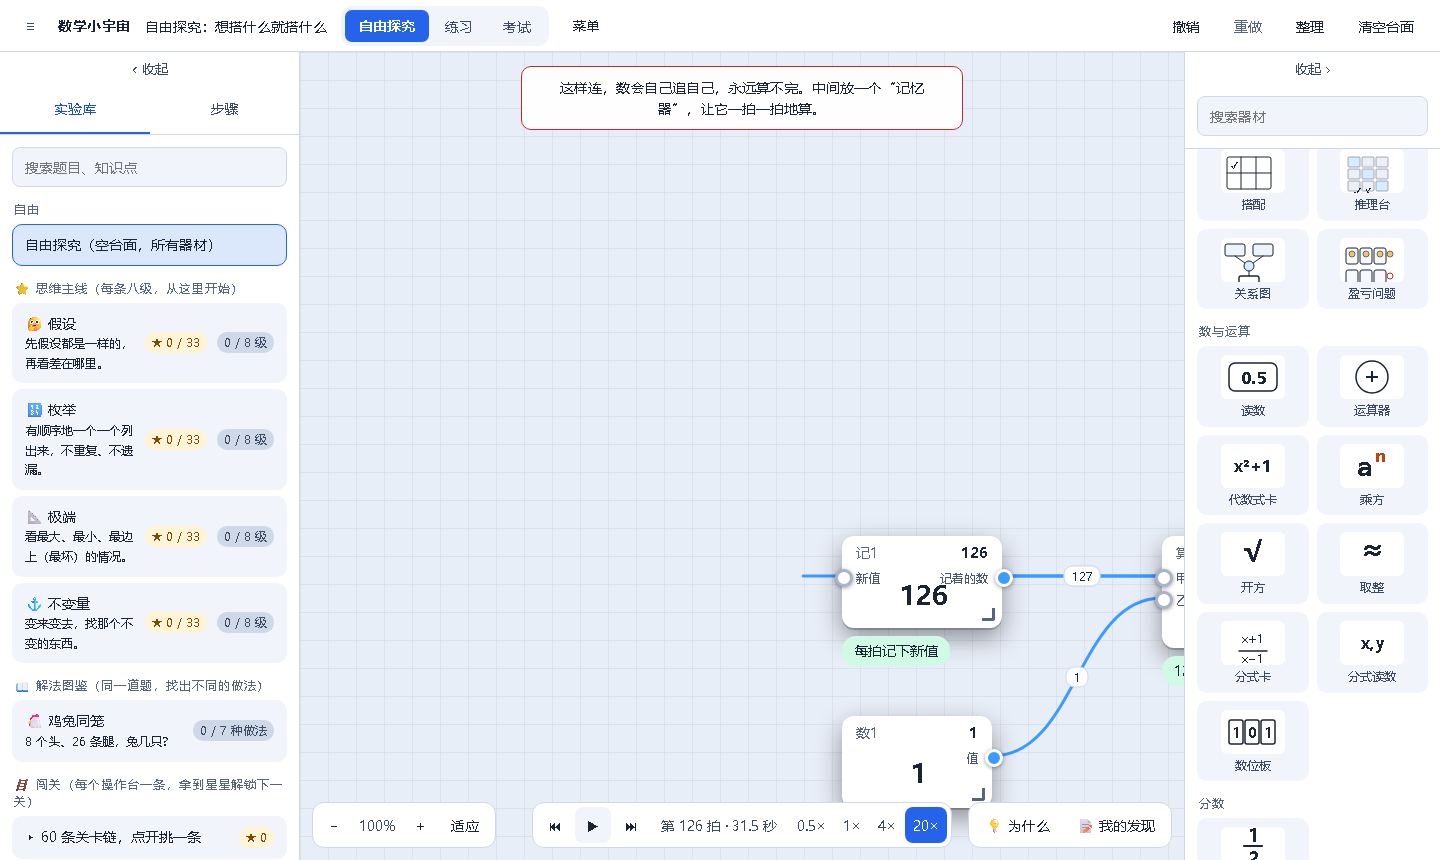 ≡ 数学小宇宙 自由探究：想搭什么就搭什么 自由探究 练习 考试 菜单 撤销 重做 整理 清空台面
‹ 收起
实验库 步骤
搜索题目、知识点
自由
自由探究（空台面，所有器材）
⭐ 思维主线（每条八级，从这里开始）
🤔 假设
先假设都是一样的，
再看差在哪里。
★ 0 / 33 0 / 8 级
🔢 枚举
有顺序地一个一个列
出来，不重复、不遗
漏。
★ 0 / 33 0 / 8 级
📐 极端
看最大、最小、最边
上（最坏）的情况。
★ 0 / 33 0 / 8 级
⚓ 不变量
变来变去，找那个不
变的东西。
★ 0 / 33 0 / 8 级
📖 解法图鉴（同一道题，找出不同的做法）
🐔 鸡兔同笼
8 个头、26 条腿，兔几只?
0 / 7 种做法
🪜 闯关（每个操作台一条，拿到星星解锁下一
关）
‣ 60 条关卡链，点开挑一条 ★ 0
这样连，数会自己追自己，永远算不完。中间放一个“记忆
器”，让它一拍一拍地算。
记1 126
新值 记着的数
126
每拍记下新值
127
1
数1 1
值
1
甲
− 100% + 适应
⏮ ▶ ⏭ 第 126 拍 · 31.5 秒 0.5× 1× 4× 20×
💡 为什么 📝 我的发现
收起 ›
搜索器材
搭配 推理台
关系图 盈亏问题
数与运算
0.5 +
读数 运算器
x²+1 aⁿ
代数式卡 乘方
√ ≈
开方 取整
x+1
x−1
x,y
分式卡 分式读数
1 0 1
数位板
分数
1
2